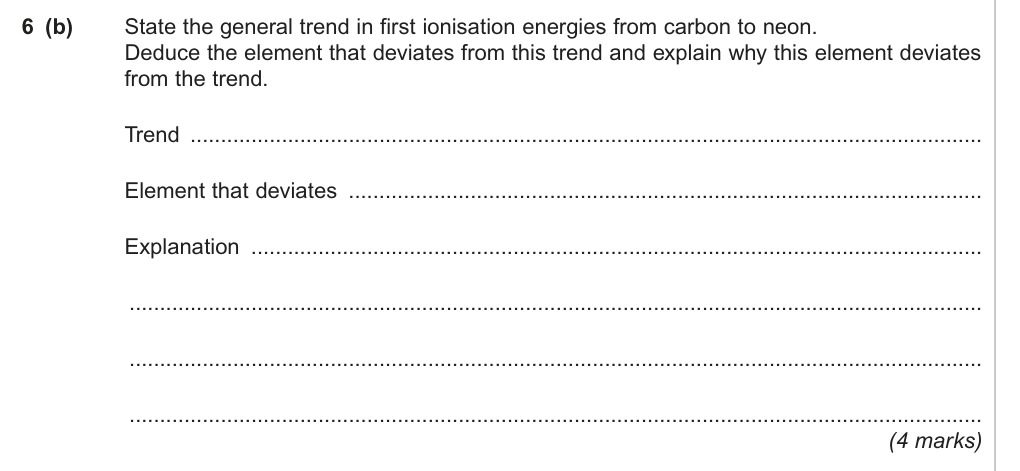 6 (b) State the general trend in first ionisation energies from carbon to neon.
Deduce the element that deviates from this trend and explain why this element deviates
from the trend.
Trend ....................................................................................................................................
Element that deviates ..........................................................................................................
Explanation ..........................................................................................................................
..............................................................................................................................................
..............................................................................................................................................
..............................................................................................................................................
(4 marks)